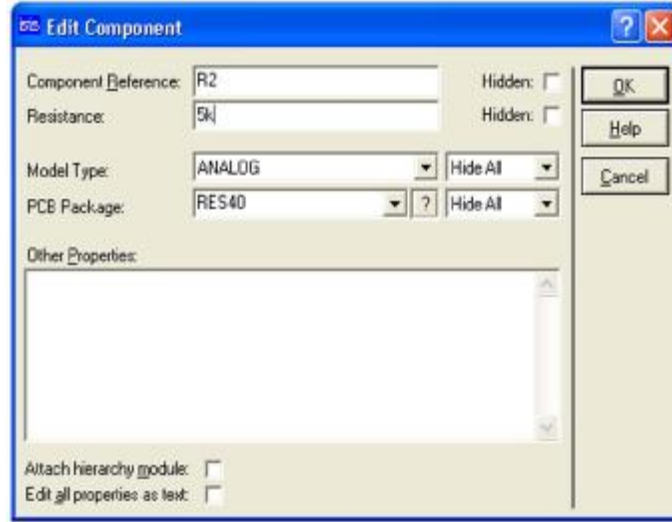 ISIS Edit Component
Component Reference: R2 Hidden:
OK
Resistance: 5k Hidden:
Help
Model Type: ANALOG Hide All
Cancel
PCB Package: RES40 ? Hide All
Other Properties:
Attach hierarchy module:
Edit all properties as text: